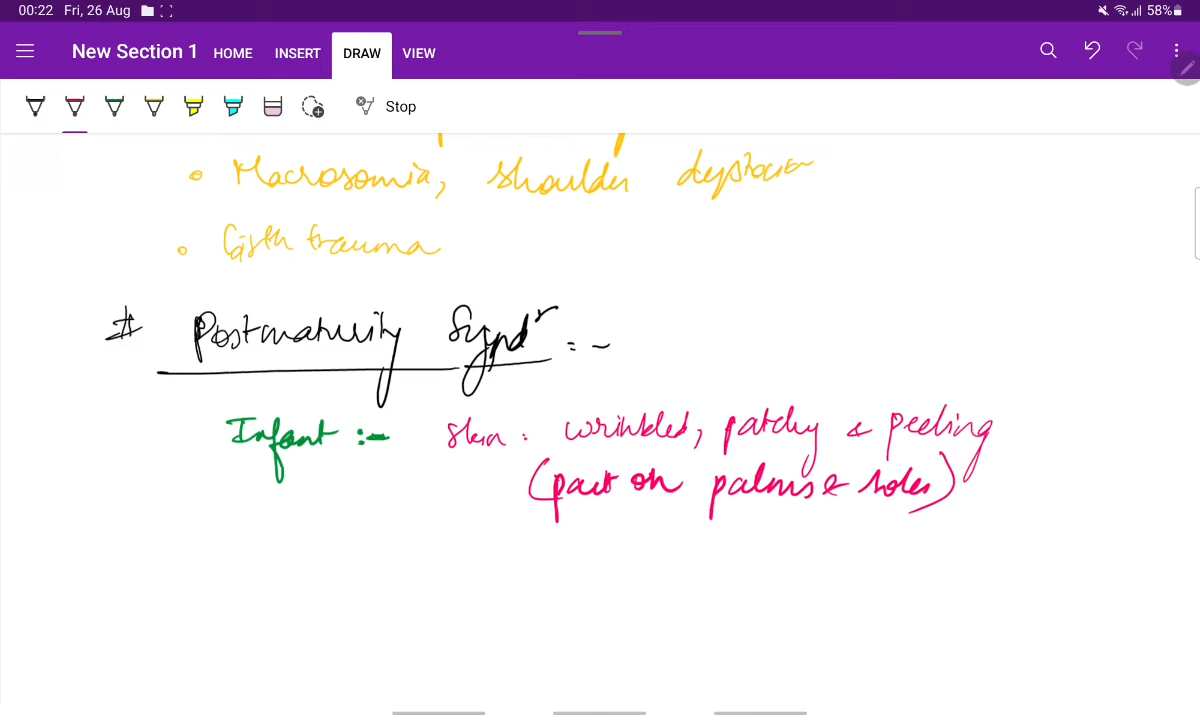 00:22 Fri, 26 Aug 58%
New Section 1 HOME INSERT DRAW VIEW
Stop
Macrosomia, shoulder dystocia
Birth trauma
# Postmaturity Syndr :-
Infant :- Skin : wrinkled, patchy & peeling
(part on palms & soles)